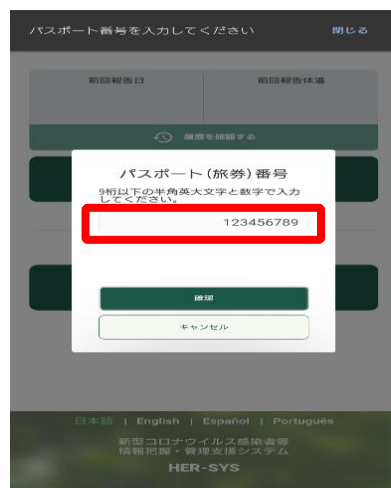 パスポート番号を入力してください 閉じる
前回報告日 前回報告体温
履歴を確認する
パスポート(旅券)番号
9桁以下の半角英大文字と数字で入力
してください。
123456789
確認
キャンセル
日本語 | English | Español | Português
新型コロナウイルス感染者等
情報把握・管理支援システム
HER-SYS